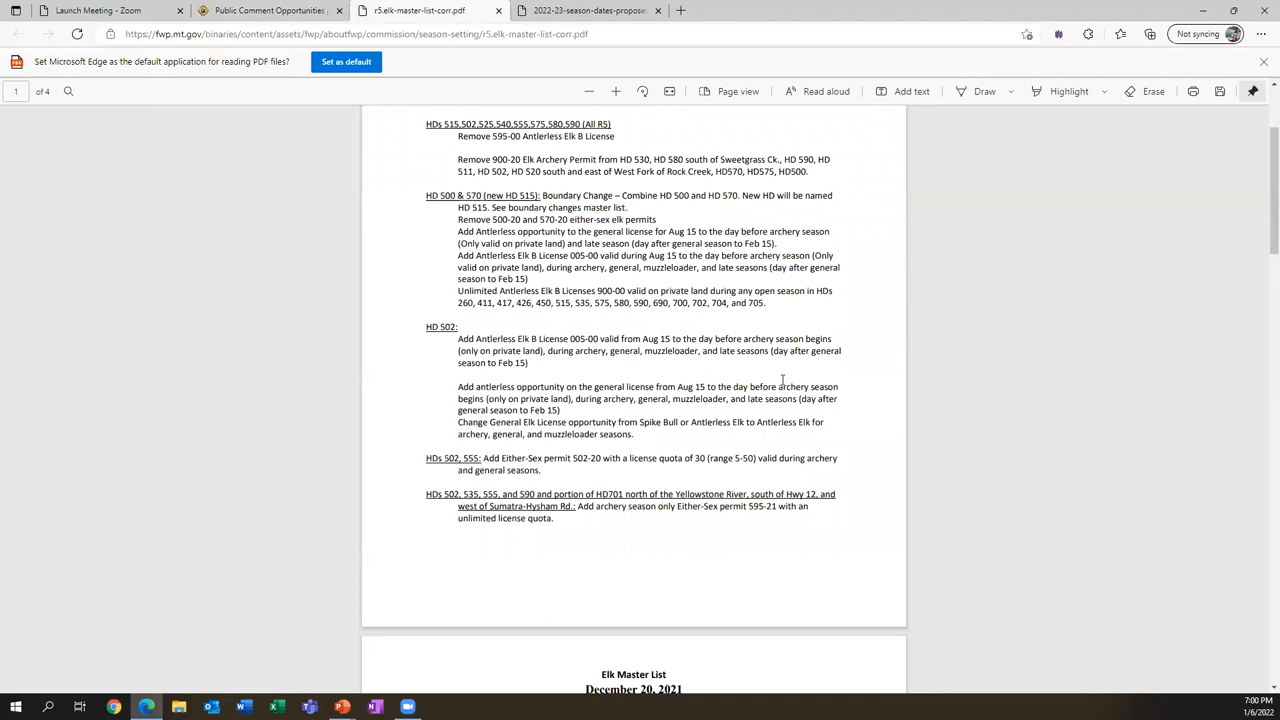 Launch Meeting - Zoom
Public Comment Opportunities
r5.elk-master-list-corr.pdf
2022-23-season-dates-propose
https://fwp.mt.gov/binaries/content/assets/fwp/aboutfwp/commission/season-setting/r5.elk-master-list-corr.pdf
Not syncing
Set Microsoft Edge as the default application for reading PDF files?
Set as default
1 of 4
Page view
Read aloud
Add text
Draw
Highlight
Erase
HDs 515,502,525,540,555,575,580,590 (All R5)
Remove 595-00 Antlerless Elk B License
Remove 900-20 Elk Archery Permit from HD 530, HD 580 south of Sweetgrass Ck., HD 590, HD
511, HD 502, HD 520 south and east of West Fork of Rock Creek, HD570, HD575, HD500.
HD 500 & 570 (new HD 515): Boundary Change – Combine HD 500 and HD 570. New HD will be named
HD 515. See boundary changes master list.
Remove 500-20 and 570-20 either-sex elk permits
Add Antlerless opportunity to the general license for Aug 15 to the day before archery season
(Only valid on private land) and late season (day after general season to Feb 15).
Add Antlerless Elk B License 005-00 valid during Aug 15 to the day before archery season (Only
valid on private land), during archery, general, muzzleloader, and late seasons (day after general
season to Feb 15)
Unlimited Antlerless Elk B Licenses 900-00 valid on private land during any open season in HDs
260, 411, 417, 426, 450, 515, 535, 575, 580, 590, 690, 700, 702, 704, and 705.
HD 502:
Add Antlerless Elk B License 005-00 valid from Aug 15 to the day before archery season begins
(only on private land), during archery, general, muzzleloader, and late seasons (day after general
season to Feb 15)
Add antlerless opportunity on the general license from Aug 15 to the day before archery season
begins (only on private land), during archery, general, muzzleloader, and late seasons (day after
general season to Feb 15)
Change General Elk License opportunity from Spike Bull or Antlerless Elk to Antlerless Elk for
archery, general, and muzzleloader seasons.
HDs 502, 555: Add Either-Sex permit 502-20 with a license quota of 30 (range 5-50) valid during archery
and general seasons.
HDs 502, 535, 555, and 590 and portion of HD701 north of the Yellowstone River, south of Hwy 12, and
west of Sumatra-Hysham Rd.: Add archery season only Either-Sex permit 595-21 with an
unlimited license quota.
Elk Master List
December 20, 2021
7:00 PM
1/6/2022